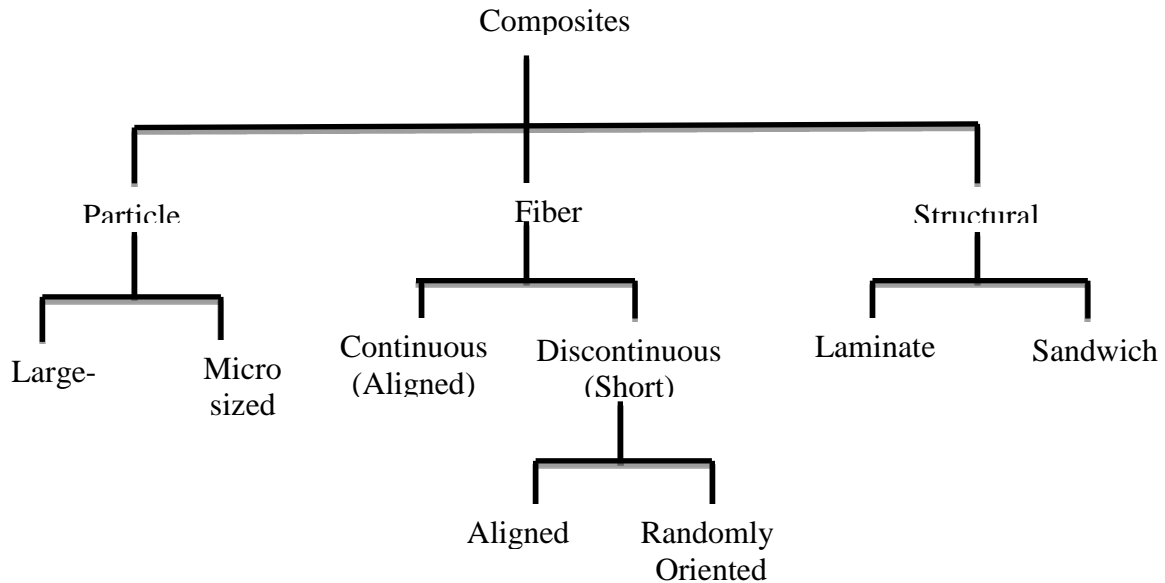 Composites
Particle
Fiber
Structural
Large-
Micro
sized
Continuous
(Aligned)
Discontinuous
(Short)
Laminate
Sandwich
Aligned
Randomly
Oriented